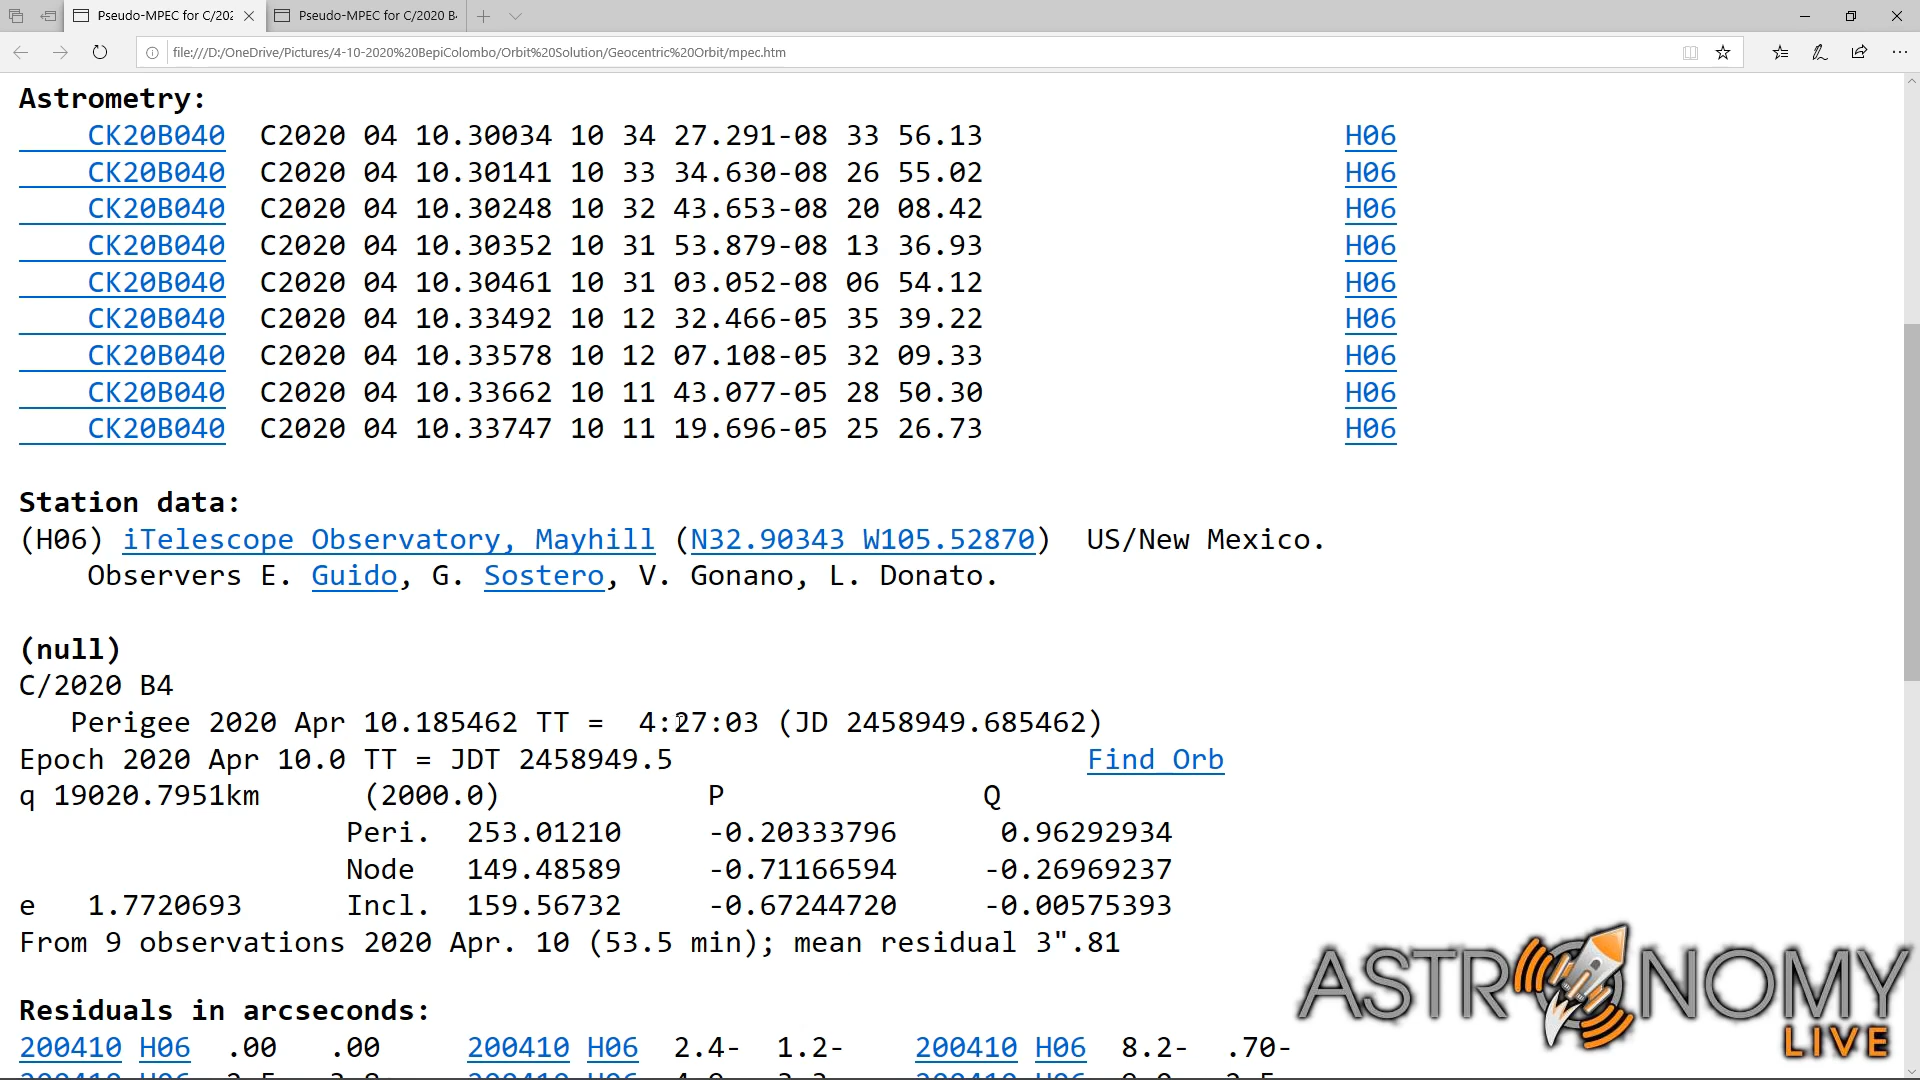 Pseudo-MPEC for C/202
Pseudo-MPEC for C/2020 B
file:///D:/OneDrive/Pictures/4-10-2020%20BepiColombo/Orbit%20Solution/Geocentric%20Orbit/mpec.htm
Astrometry:
CK20B040 C2020 04 10.30034 10 34 27.291-08 33 56.13 H06
CK20B040 C2020 04 10.30141 10 33 34.630-08 26 55.02 H06
CK20B040 C2020 04 10.30248 10 32 43.653-08 20 08.42 H06
CK20B040 C2020 04 10.30352 10 31 53.879-08 13 36.93 H06
CK20B040 C2020 04 10.30461 10 31 03.052-08 06 54.12 H06
CK20B040 C2020 04 10.33492 10 12 32.466-05 35 39.22 H06
CK20B040 C2020 04 10.33578 10 12 07.108-05 32 09.33 H06
CK20B040 C2020 04 10.33662 10 11 43.077-05 28 50.30 H06
CK20B040 C2020 04 10.33747 10 11 19.696-05 25 26.73 H06
Station data:
(H06) iTelescope Observatory, Mayhill (N32.90343 W105.52870) US/New Mexico.
Observers E. Guido, G. Sostero, V. Gonano, L. Donato.
(null)
C/2020 B4
Perigee 2020 Apr 10.185462 TT = 4:27:03 (JD 2458949.685462)
Epoch 2020 Apr 10.0 TT = JDT 2458949.5 Find_Orb
q 19020.7951km (2000.0) P Q
Peri. 253.01210 -0.20333796 0.96292934
Node 149.48589 -0.71166594 -0.26969237
e 1.7720693 Incl. 159.56732 -0.67244720 -0.00575393
From 9 observations 2020 Apr. 10 (53.5 min); mean residual 3".81
Residuals in arcseconds:
200410 H06 .00 .00 200410 H06 2.4- 1.2- 200410 H06 8.2- .70-
ASTRONOMY
LIVE